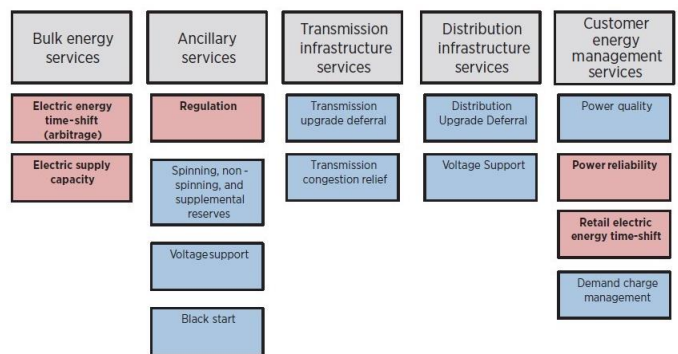 Bulk energy
services
Electric energy
time-shift
(arbitrage)
Electric supply
capacity
Ancillary
services
Regulation
Spinning, non -
spinning, and
supplemental
reserves
Voltage support
Black start
Transmission
infrastructure
services
Transmission
upgrade deferral
Transmission
congestion relief
Distribution
infrastructure
services
Distribution
Upgrade Deferral
Voltage Support
Customer
energy
management
services
Power quality
Power reliability
Retail electric
energy time-shift
Demand charge
management